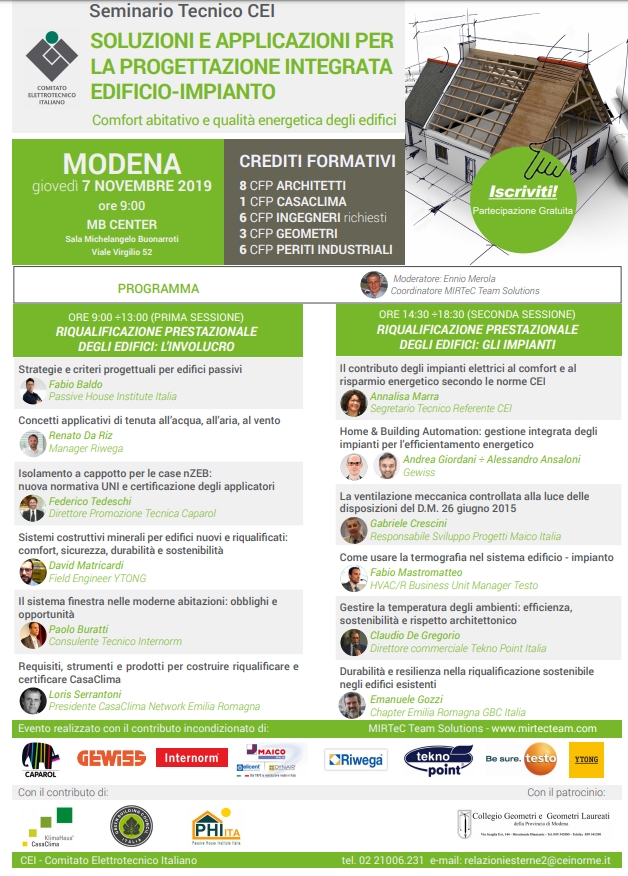 Seminario Tecnico CEI
SOLUZIONI E APPLICAZIONI PER
LA PROGETTAZIONE INTEGRATA
EDIFICIO-IMPIANTO
Comfort abitativo e qualità energetica degli edifici
COMITATO
ELETTROTECNICO
ITALIANO
MODENA
giovedì 7 NOVEMBRE 2019
ore 9:00
MB CENTER
Sala Michelangelo Buonarroti
Viale Virgilio 52
CREDITI FORMATIVI
8 CFP ARCHITETTI
1 CFP CASACLIMA
6 CFP INGEGNERI richiesti
3 CFP GEOMETRI
6 CFP PERITI INDUSTRIALI
Iscriviti!
Partecipazione Gratuita
PROGRAMMA
Moderatore: Ennio Merola
Coordinatore MIRTeC Team Solutions
ORE 9:00 ÷13:00 (PRIMA SESSIONE)
RIQUALIFICAZIONE PRESTAZIONALE
DEGLI EDIFICI: L'INVOLUCRO
Strategie e criteri progettuali per edifici passivi
Fabio Baldo
Passive House Institute Italia
Concetti applicativi di tenuta all'acqua, all'aria, al vento
Renato Da Riz
Manager Riwega
Isolamento a cappotto per le case nZEB:
nuova normativa UNI e certificazione degli applicatori
Federico Tedeschi
Direttore Promozione Tecnica Caparol
Sistemi costruttivi minerali per edifici nuovi e riqualificati:
comfort, sicurezza, durabilità e sostenibilità
David Matricardi
Field Engineer YTONG
Il sistema finestra nelle moderne abitazioni: obblighi e
opportunità
Paolo Buratti
Consulente Tecnico Internorm
Requisiti, strumenti e prodotti per costruire riqualificare e
certificare CasaClima
Loris Serrantoni
Presidente CasaClima Network Emilia Romagna
ORE 14:30 ÷18:30 (SECONDA SESSIONE)
RIQUALIFICAZIONE PRESTAZIONALE
DEGLI EDIFICI: GLI IMPIANTI
Il contributo degli impianti elettrici al comfort e al
risparmio energetico secondo le norme CEI
Annalisa Marra
Segretario Tecnico Referente CEI
Home & Building Automation: gestione integrata degli
impianti per l'efficientamento energetico
Andrea Giordani ÷ Alessandro Ansaloni
Gewiss
La ventilazione meccanica controllata alla luce delle
disposizioni del D.M. 26 giugno 2015
Gabriele Crescini
Responsabile Sviluppo Progetti Maico Italia
Come usare la termografia nel sistema edificio - impianto
Fabio Mastromatteo
HVAC/R Business Unit Manager Testo
Gestire la temperatura degli ambienti: efficienza,
sostenibilità e rispetto architettonico
Claudio De Gregorio
Direttore commerciale Tekno Point Italia
Durabilità e resilienza nella riqualificazione sostenibile
negli edifici esistenti
Emanuele Gozzi
Chapter Emilia Romagna GBC Italia
Evento realizzato con il contributo incondizionato di:
MIRTeC Team Solutions - www.mirtecteam.com
CAPAROL
GEWISS
Internorm®
MAICO
elicent
DYNAIR
Riwega®
tekno point®
Be sure. testo
YTONG
Con il contributo di:
Con il patrocinio:
KlimaHaus®
CasaClima
GREEN BUILDING COUNCIL
ITALIA
PHI ITA
Passive House Institute Italia
Collegio Geometri e Geometri Laureati
della Provincia di Modena
CEI - Comitato Elettrotecnico Italiano
tel. 02 21006.231 e-mail: relazioniesterne2@ceinorme.it